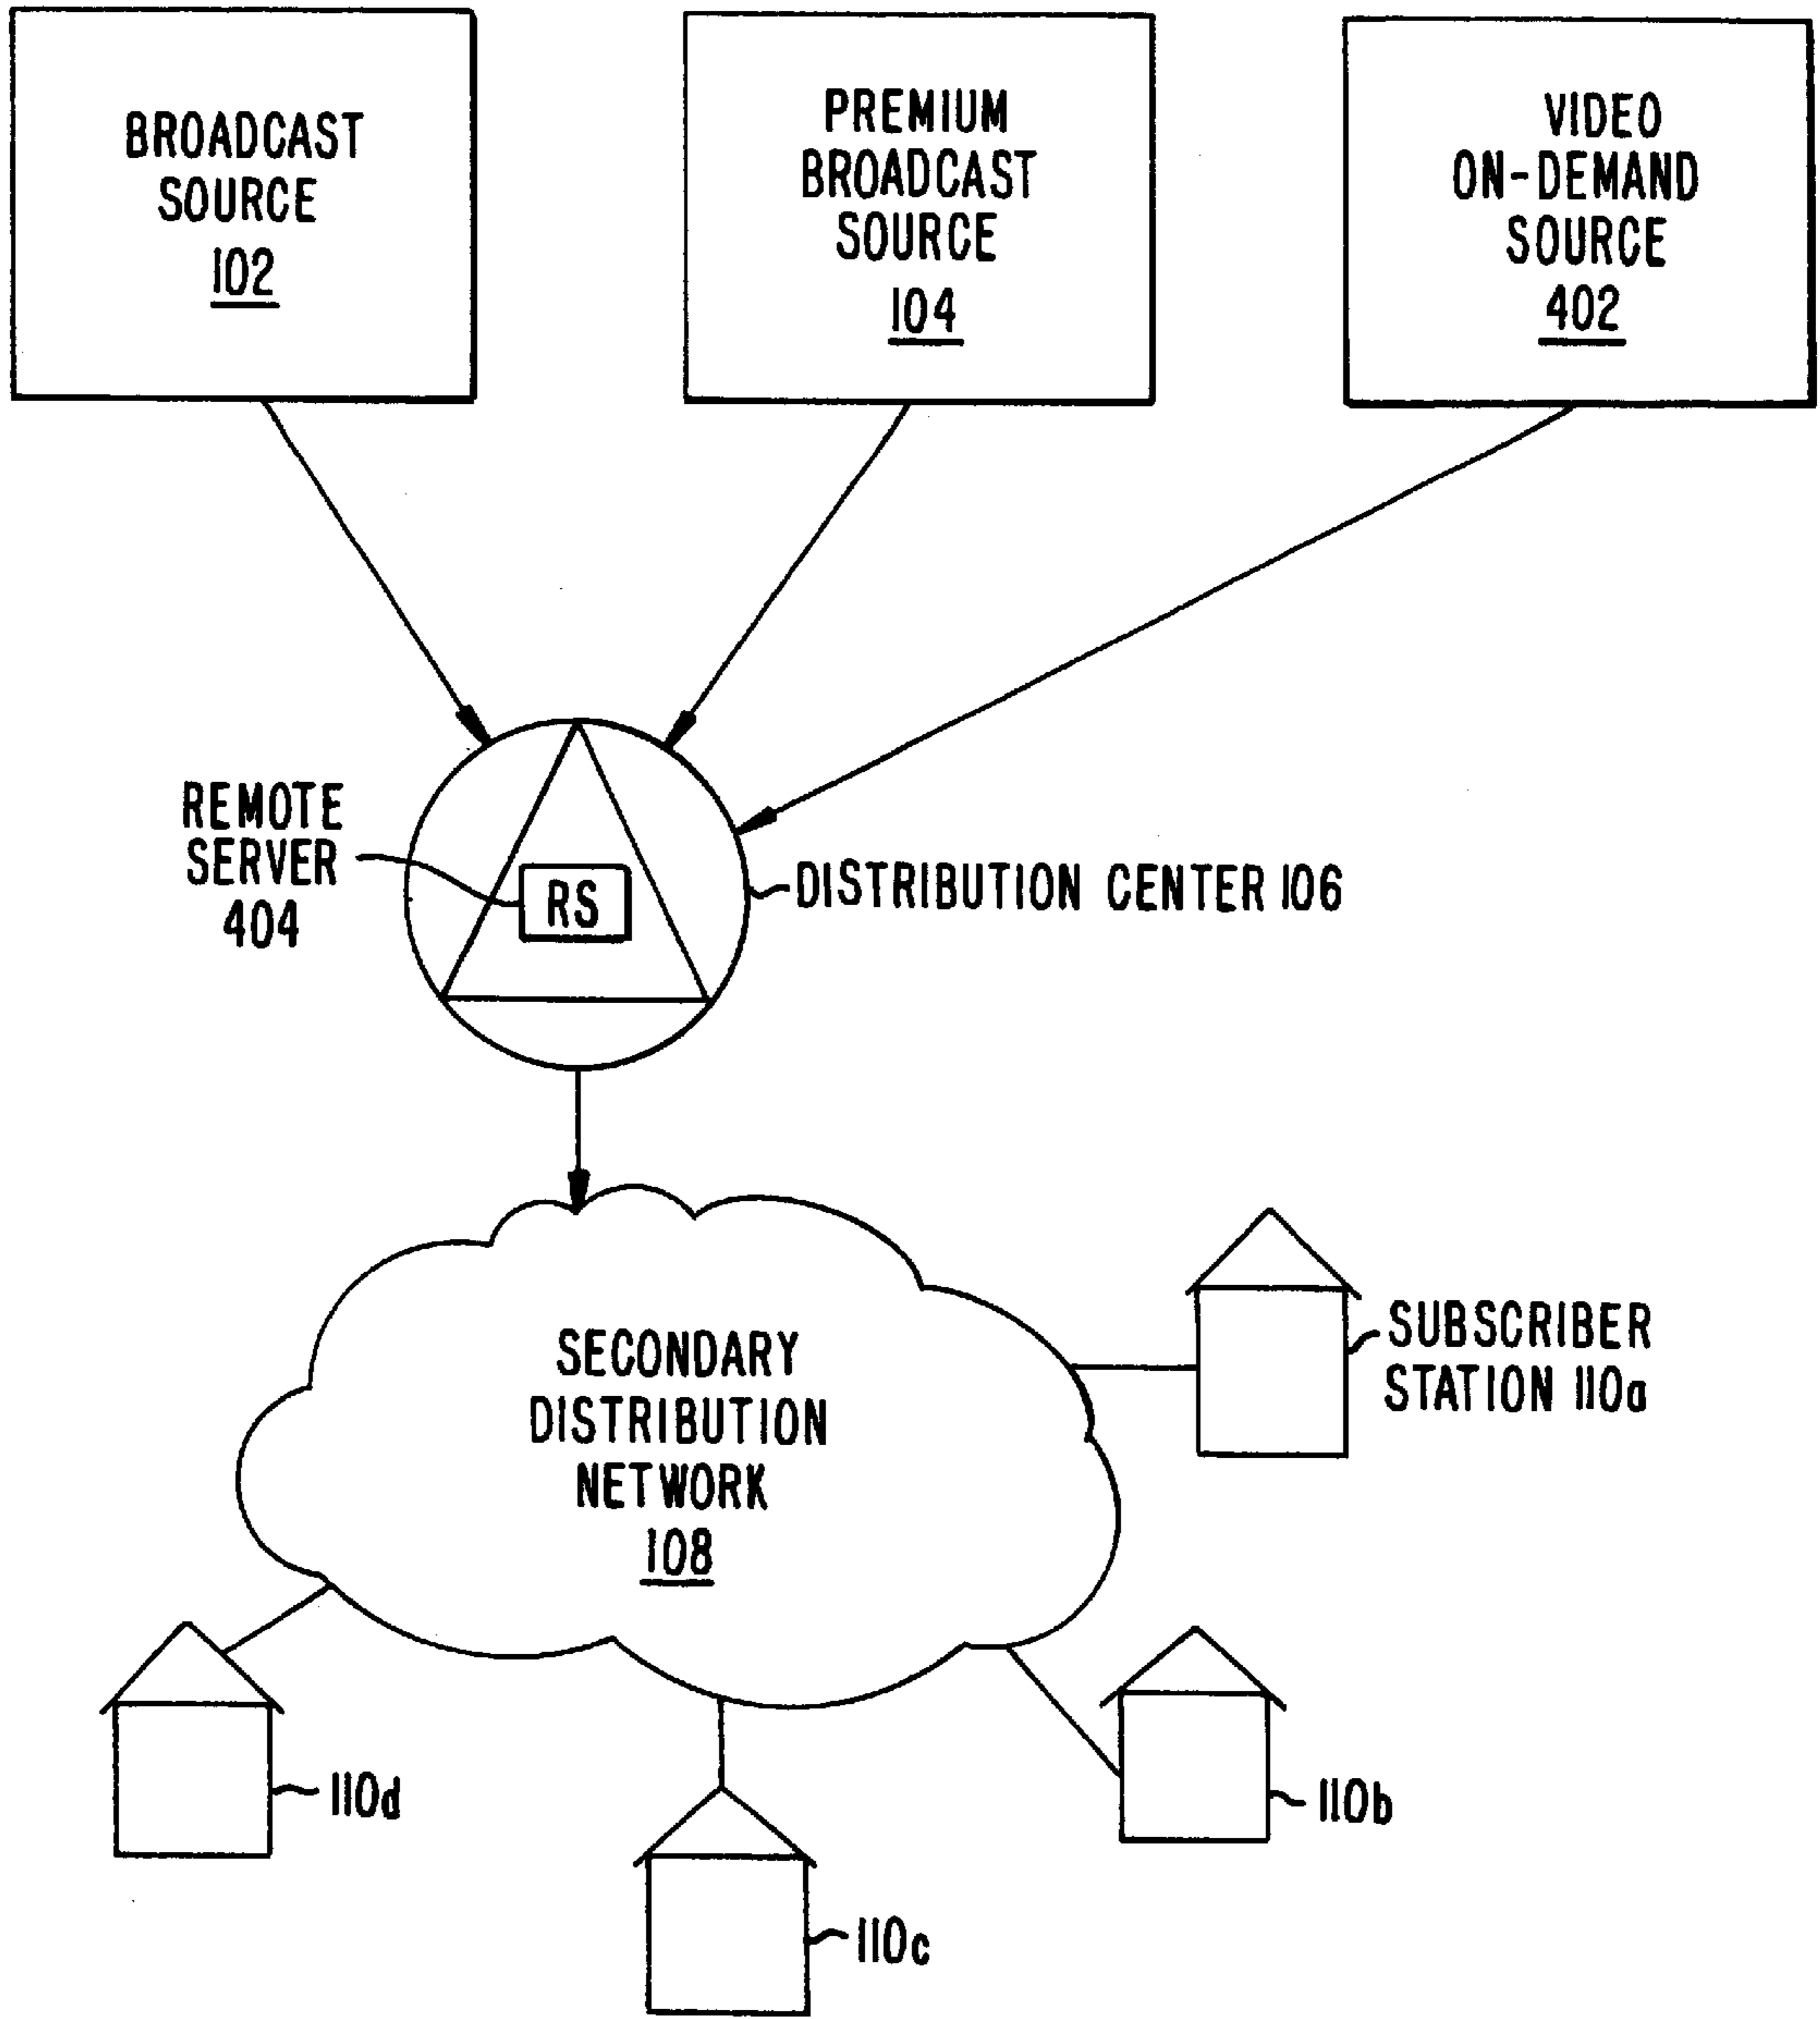 BROADCAST
SOURCE
102
PREMIUM
BROADCAST
SOURCE
104
VIDEO
ON-DEMAND
SOURCE
402
REMOTE
SERVER
404
RS
DISTRIBUTION CENTER 106
SECONDARY
DISTRIBUTION
NETWORK
108
SUBSCRIBER
STATION 110a
110d
110c
110b